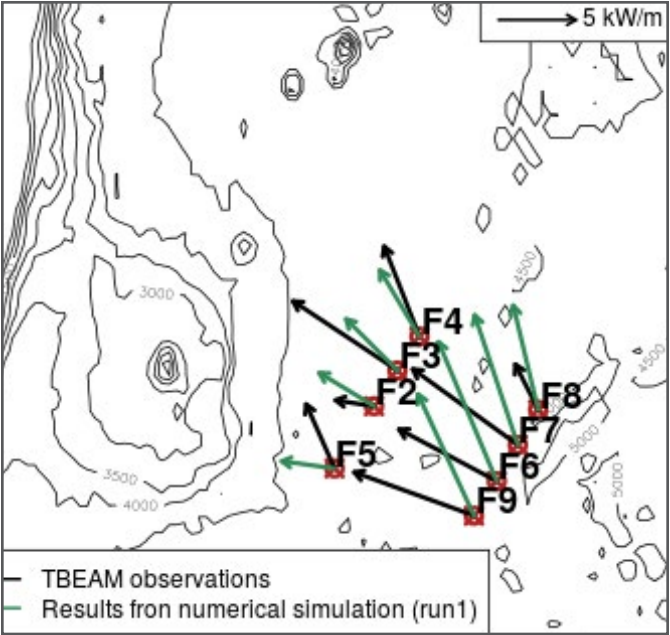 5 kW/m
4500
3000
F4
4500
F3
F2
F8
F7
5000
F5
F6
3500
5000
F9
4000
TBEAM observations
Results fron numerical simulation (run1)